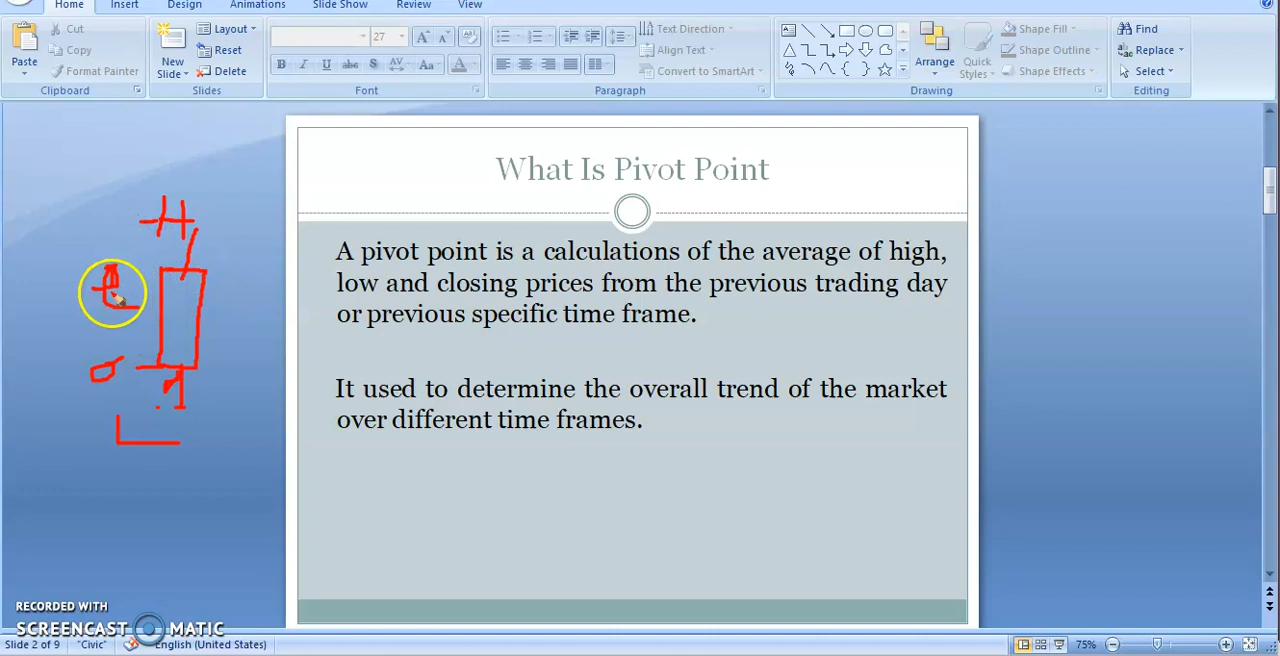 Home Insert Design Animations Slide Show Review View
Cut
Copy
Format Painter
Paste
Clipboard
New
Slide
Layout
Reset
Delete
Slides
27
B I U abc S AV Aa A
Font
Text Direction
Align Text
Convert to SmartArt
Paragraph
Arrange
Quick
Styles
Shape Fill
Shape Outline
Shape Effects
Drawing
Find
Replace
Select
Editing
What Is Pivot Point
A pivot point is a calculations of the average of high,
low and closing prices from the previous trading day
or previous specific time frame.
It used to determine the overall trend of the market
over different time frames.
H
O
L
RECORDED WITH
SCREENCAST MATIC
Slide 2 of 9 "Civic" English (United States) 75%